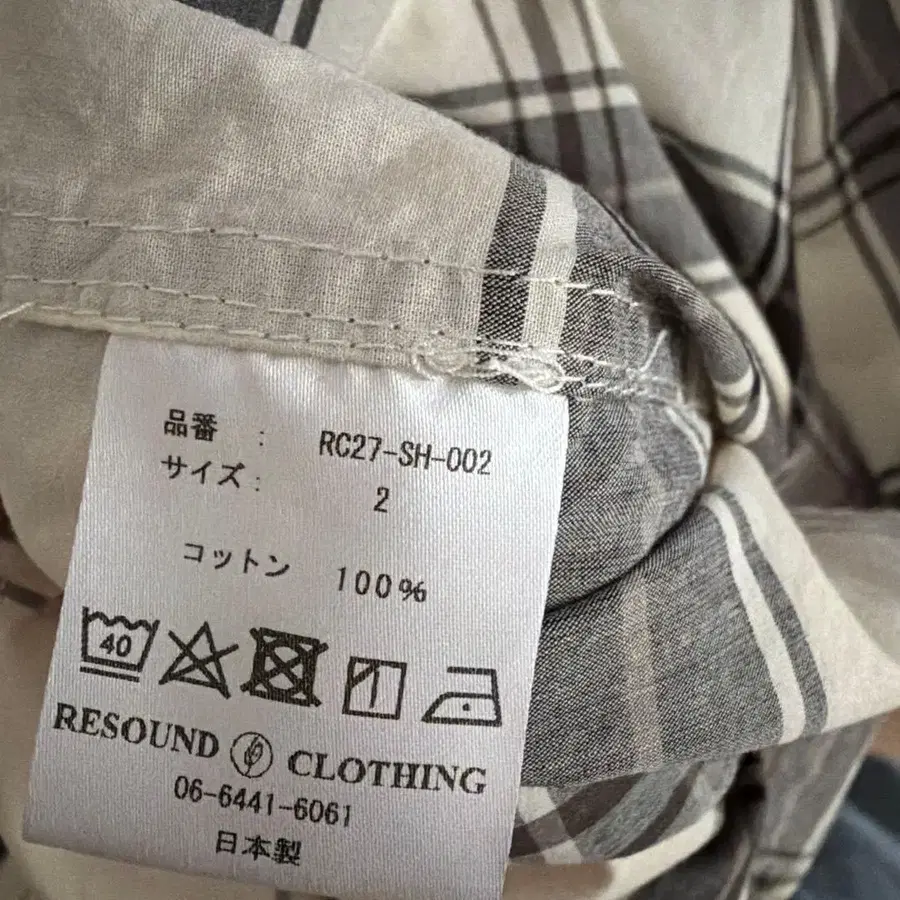 品番 : RC27-SH-002
サイズ : 2
コットン 100%
40
RESOUND CLOTHING
06-6441-6061
日本製